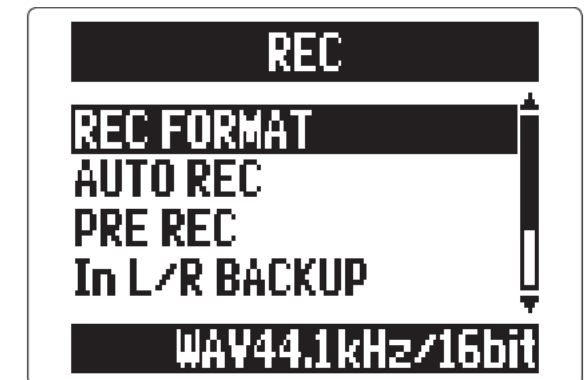 REC
REC FORMAT
AUTO REC
PRE REC
In L/R BACKUP
WAV44.1kHz/16bit